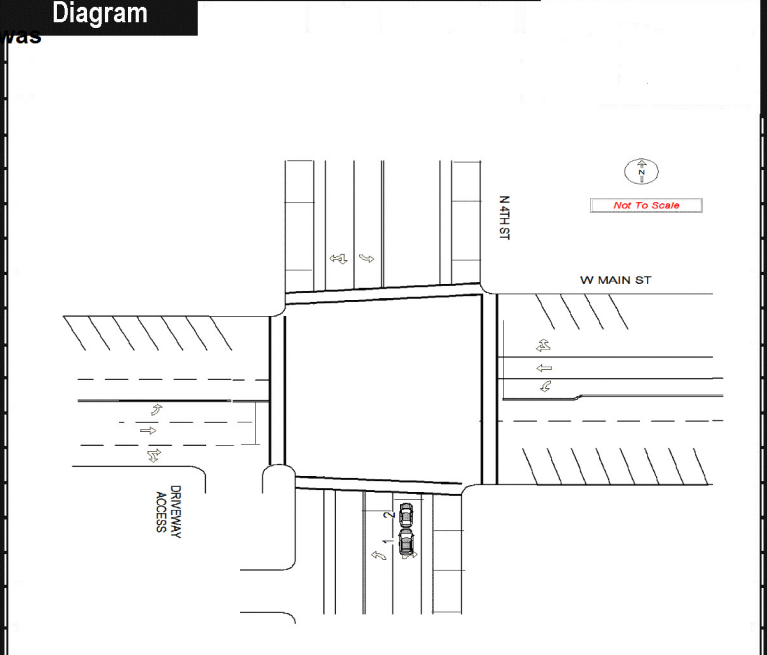 Diagram
was
N
Not To Scale
N 4TH ST
W MAIN ST
DRIVEWAY
ACCESS
2
1